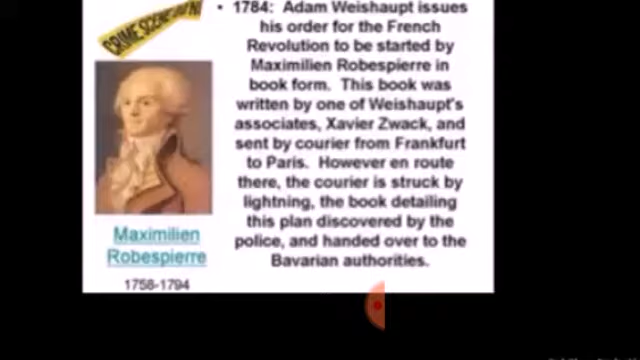 CRIME SCENE
• 1784: Adam Weishaupt issues
his order for the French
Revolution to be started by
Maximilien Robespierre in
book form. This book was
written by one of Weishaupt's
associates, Xavier Zwack, and
sent by courier from Frankfurt
to Paris. However en route
there, the courier is struck by
lightning, the book detailing
this plan discovered by the
police, and handed over to the
Bavarian authorities.
Maximilien
Robespierre
1758-1794